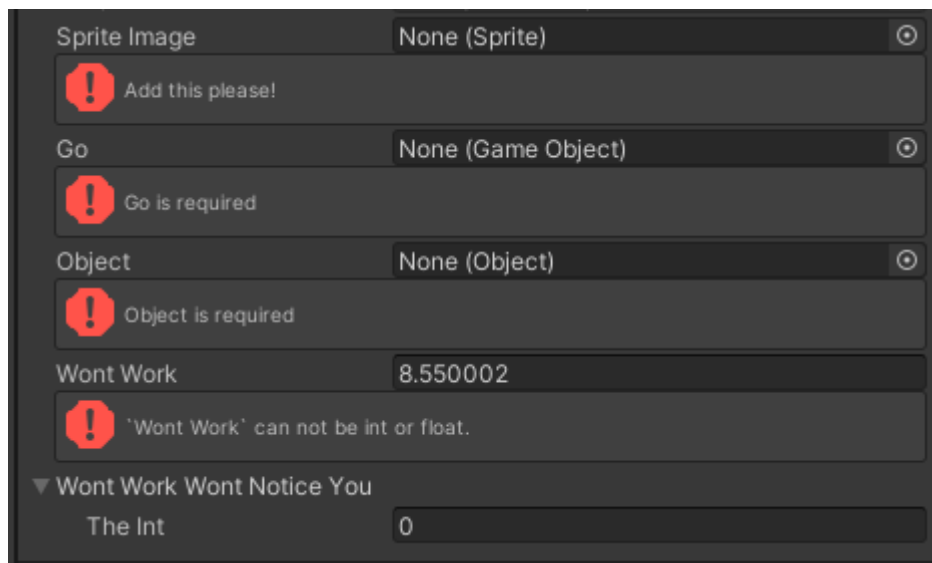 Sprite Image None (Sprite)
Add this please!
Go None (Game Object)
Go is required
Object None (Object)
Object is required
Wont Work 8.550002
`Wont Work` can not be int or float.
Wont Work Wont Notice You
The Int 0